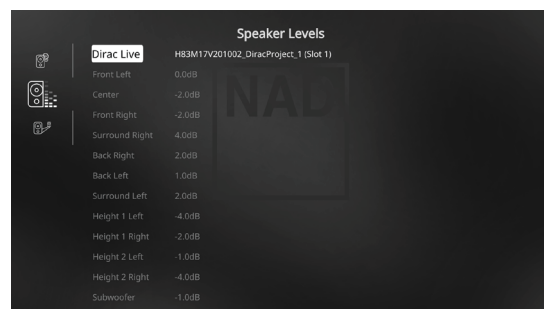 Speaker Levels
Dirac Live H83M17V201002_DiracProject_1 (Slot 1)
Front Left 0.0dB
Center -2.0dB
Front Right -2.0dB
Surround Right 4.0dB
Back Right 2.0dB
Back Left 1.0dB
Surround Left 2.0dB
Height 1 Left -4.0dB
Height 1 Right -2.0dB
Height 2 Left -1.0dB
Height 2 Right -4.0dB
Subwoofer -1.0dB
NAD